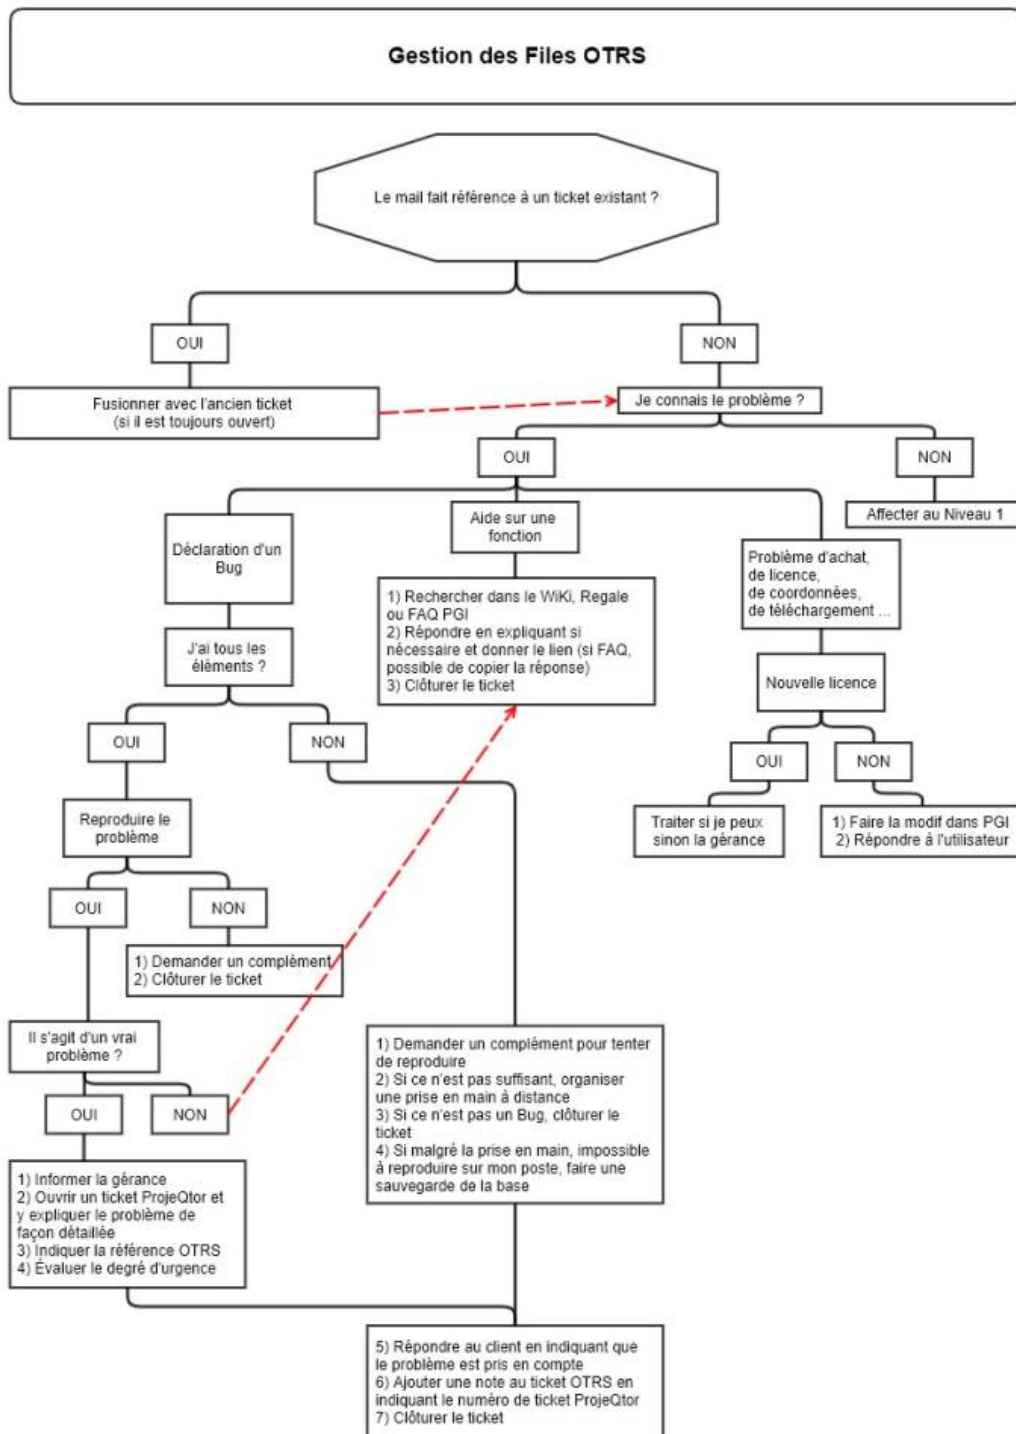 Gestion des Files OTRS
Le mail fait référence à un ticket existant ?
OUI
NON
Fusionner avec l'ancien ticket
(si il est toujours ouvert)
Je connais le problème ?
OUI
NON
Affecter au Niveau 1
Déclaration d'un
Bug
Aide sur une
fonction
Problème d'achat,
de licence,
de coordonnées,
de téléchargement ...
1) Rechercher dans le WiKi, Regale
ou FAQ PGI
2) Répondre en expliquant si
nécessaire et donner le lien (si FAQ,
possible de copier la réponse)
3) Clôturer le ticket
J'ai tous les
éléments ?
Nouvelle licence
OUI
NON
OUI
NON
Reproduire le
problème
Traiter si je peux
sinon la gérance
1) Faire la modif dans PGI
2) Répondre à l'utilisateur
OUI
NON
1) Demander un complément
2) Clôturer le ticket
Il s'agit d'un vrai
problème ?
OUI
NON
1) Demander un complément pour tenter
de reproduire
2) Si ce n'est pas suffisant, organiser
une prise en main à distance
3) Si ce n'est pas un Bug, clôturer le
ticket
4) Si malgré la prise en main, impossible
à reproduire sur mon poste, faire une
sauvegarde de la base
1) Informer la gérance
2) Ouvrir un ticket ProjeQtor et
y expliquer le problème de
façon détaillée
3) Indiquer la référence OTRS
4) Évaluer le degré d'urgence
5) Répondre au client en indiquant que
le problème est pris en compte
6) Ajouter une note au ticket OTRS en
indiquant le numéro de ticket ProjeQtor
7) Clôturer le ticket